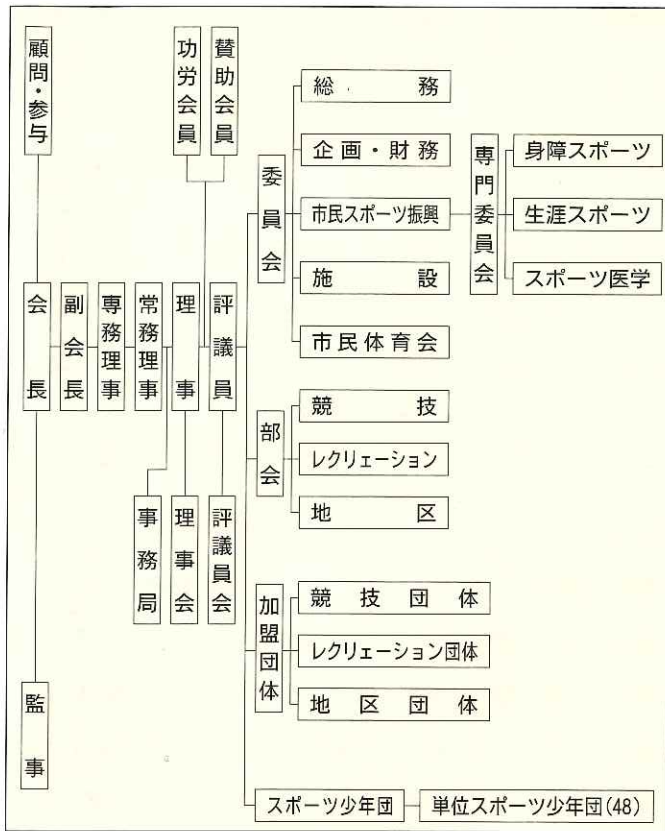 顧問・参与
功労会員
賛助会員
会長
副会長
専務理事
常務理事
理事
評議員
事務局
理事会
評議員会
監事
委員会
総務
企画・財務
市民スポーツ振興
施設
市民体育会
専門委員会
身障スポーツ
生涯スポーツ
スポーツ医学
部会
競技
レクリェーション
地区
加盟団体
競技団体
レクリェーション団体
地区団体
スポーツ少年団
単位スポーツ少年団(48)